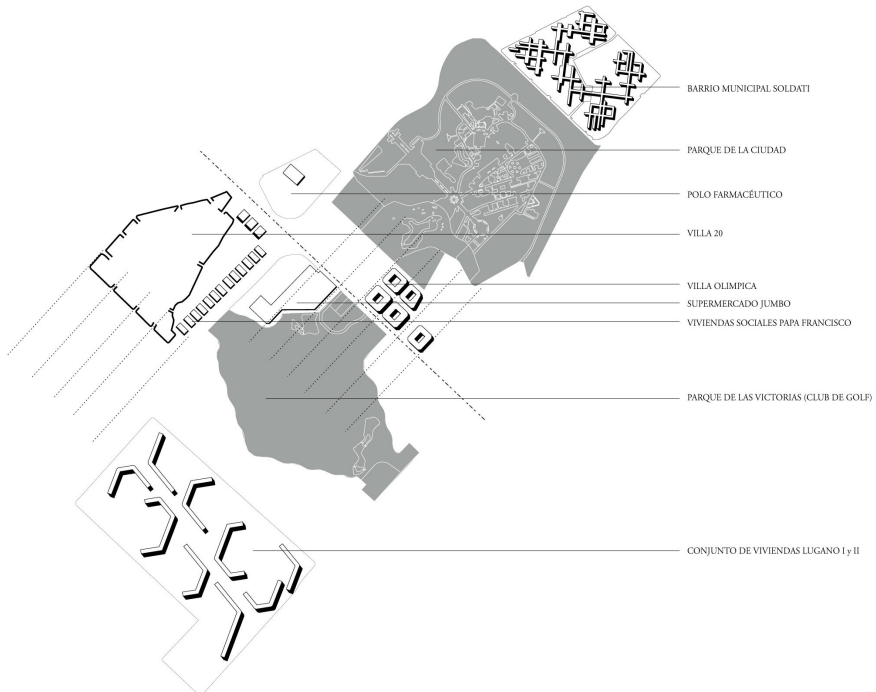 BARRIO MUNICIPAL SOLDATI
PARQUE DE LA CIUDAD
POLO FARMACÉUTICO
VILLA 20
VILLA OLIMPICA
SUPERMERCADO JUMBO
VIVIENDAS SOCIALES PAPA FRANCISCO
PARQUE DE LAS VICTORIAS (CLUB DE GOLF)
CONJUNTO DE VIVIENDAS LUGANO I y II